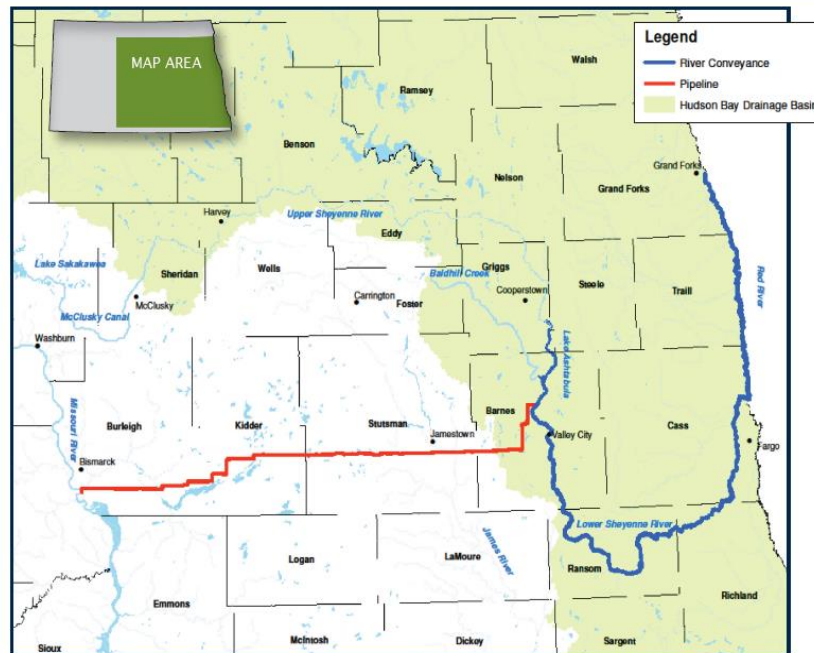 MAP AREA
Legend
River Conveyance
Pipeline
Hudson Bay Drainage Basin
Walsh
Ramsey
Benson
Nelson
Grand Forks
Grand Forks
Harvey
Upper Sheyenne River
Eddy
Sheridan
Wells
Lake Sakakawea
Baldhill Creek
Griggs
Cooperstown
Steele
Traill
Red River
McClusky
McClusky Canal
Carrington
Foster
Washburn
Lake Ashtabula
Missouri River
Burleigh
Kidder
Stutsman
Barnes
Cass
Jamestown
Valley City
Fargo
Bismarck
Lower Sheyenne River
James River
Logan
LaMoure
Ransom
Richland
Emmons
Sioux
McIntosh
Dickey
Sargent